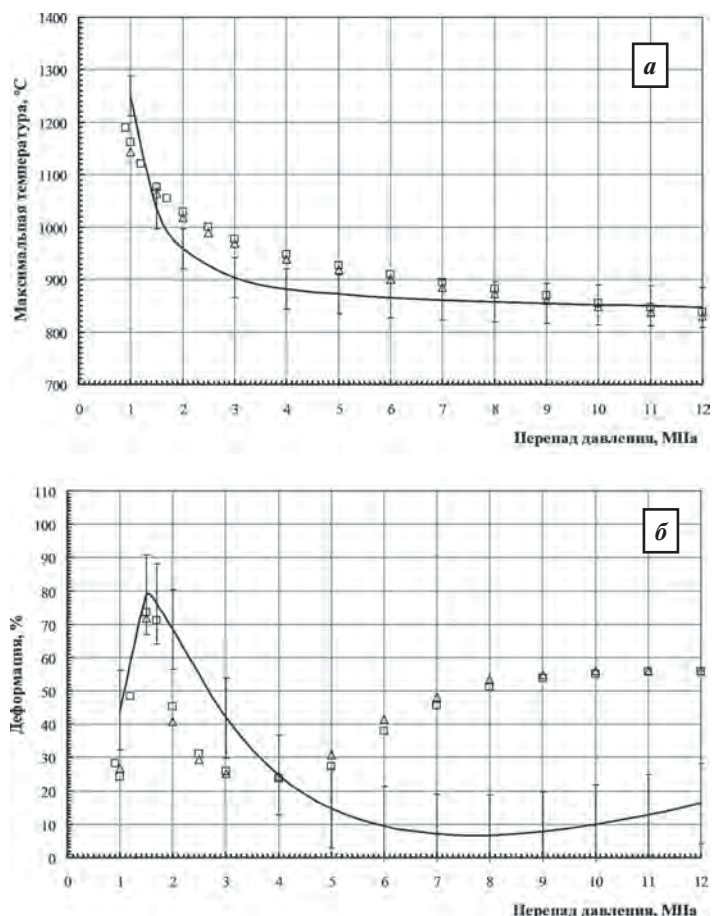 1400
1300
1200
1100
1000
900
800
700
Максимальная температура, °С
а
0 1 2 3 4 5 6 7 8 9 10 11 12
Перепад давления, МПа
110
100
90
80
70
60
50
40
30
20
10
0
Деформация, %
б
0 1 2 3 4 5 6 7 8 9 10 11 12
Перепад давления, МПа